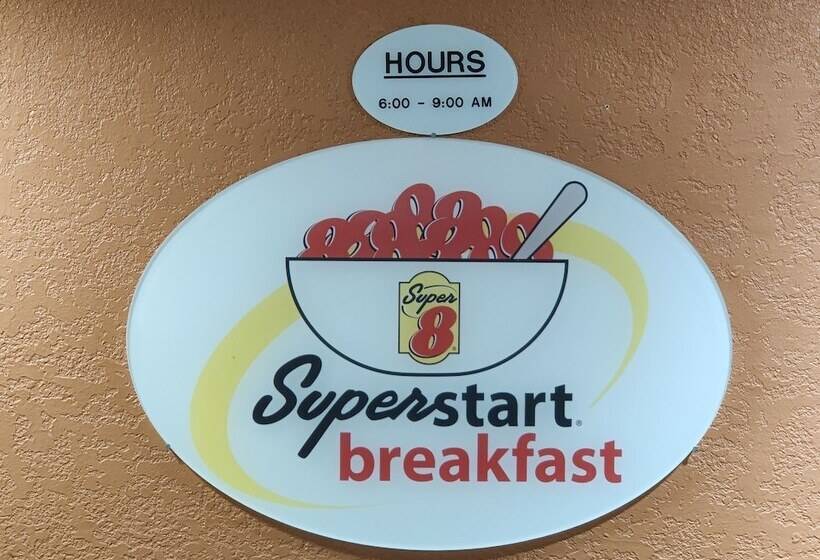 HOURS
6:00 - 9:00 AM
Super
8
Superstart®
breakfast